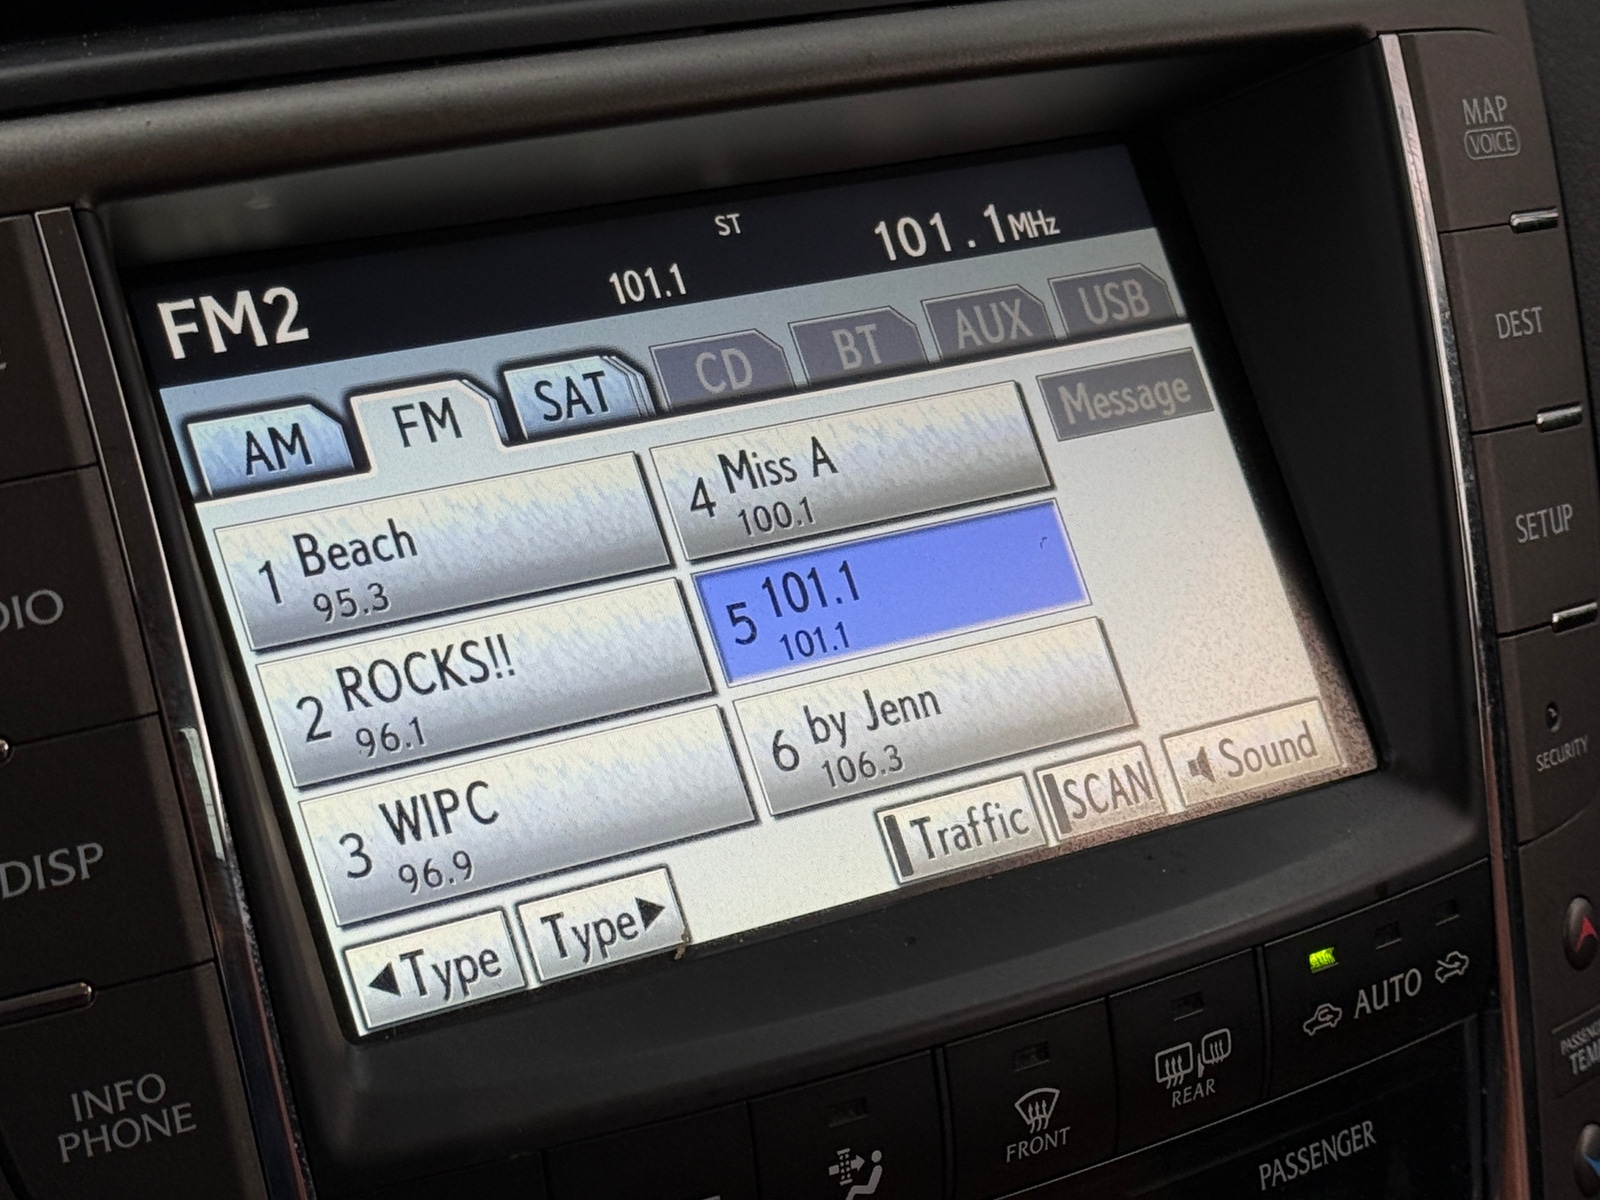 MAP
VOICE
ST
101.1 MHz
101.1
FM2
AM
FM
SAT
CD
BT
AUX
USB
DEST
Message
1 Beach
95.3
4 Miss A
100.1
SETUP
2 ROCKS!!
96.1
5 101.1
101.1
3 WIPC
96.9
6 by Jenn
106.3
SECURITY
◀Type
Type▶
Traffic
SCAN
Sound
DISP
INFO
PHONE
AUTO
REAR
FRONT
PASSENGER